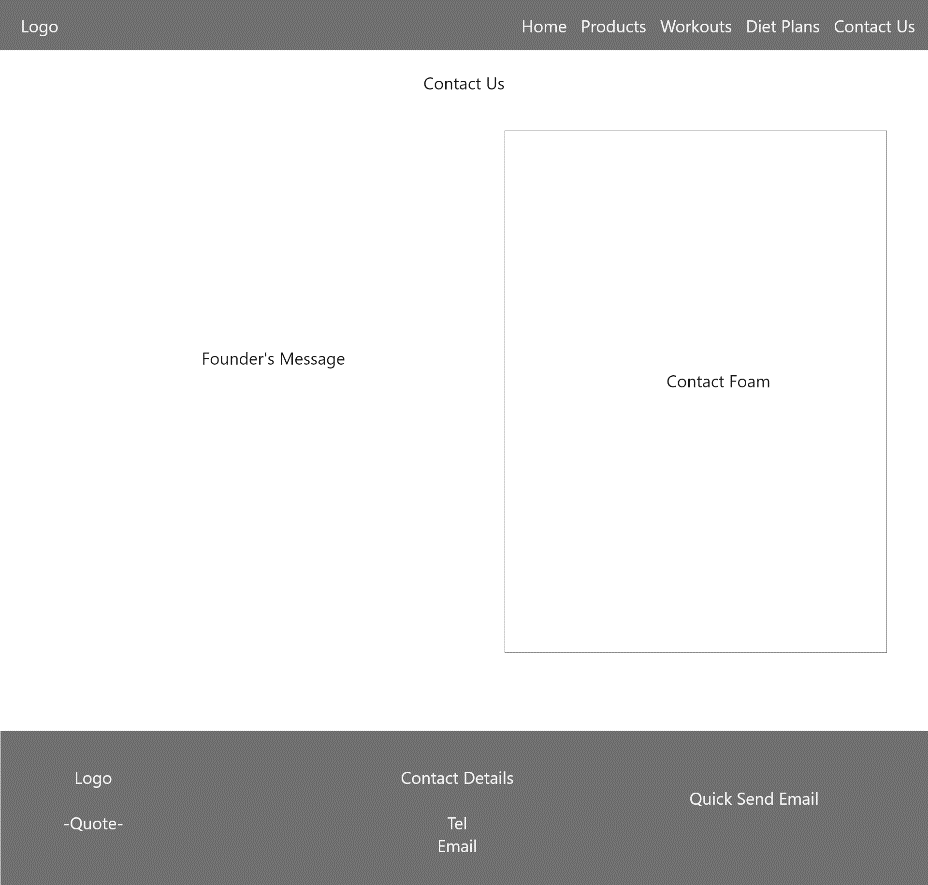 Logo
Home Products Workouts Diet Plans Contact Us
Contact Us
Founder's Message
Contact Foam
Logo
-Quote-
Contact Details
Tel
Email
Quick Send Email